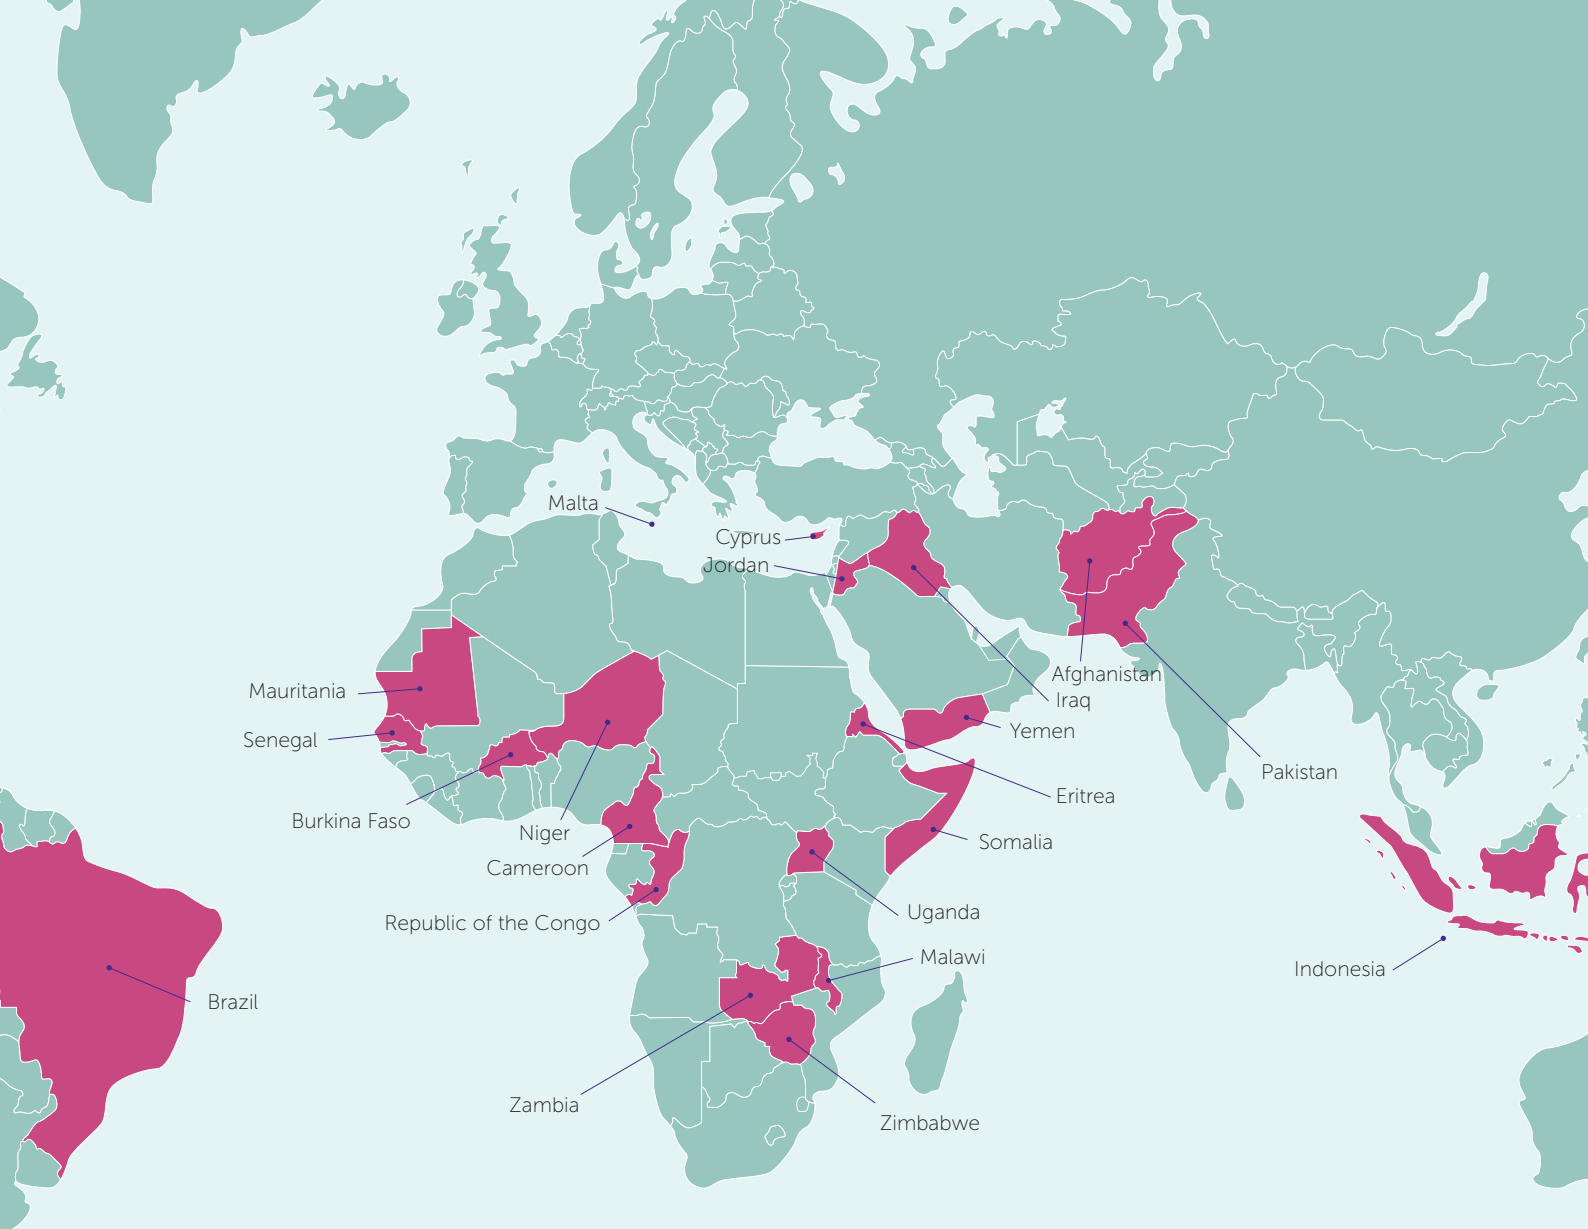 Malta
Cyprus
Jordan
Afghanistan
Mauritania
Iraq
Senegal
Yemen
Pakistan
Eritrea
Burkina Faso
Niger
Somalia
Cameroon
Uganda
Republic of the Congo
Malawi
Indonesia
Brazil
Zambia
Zimbabwe